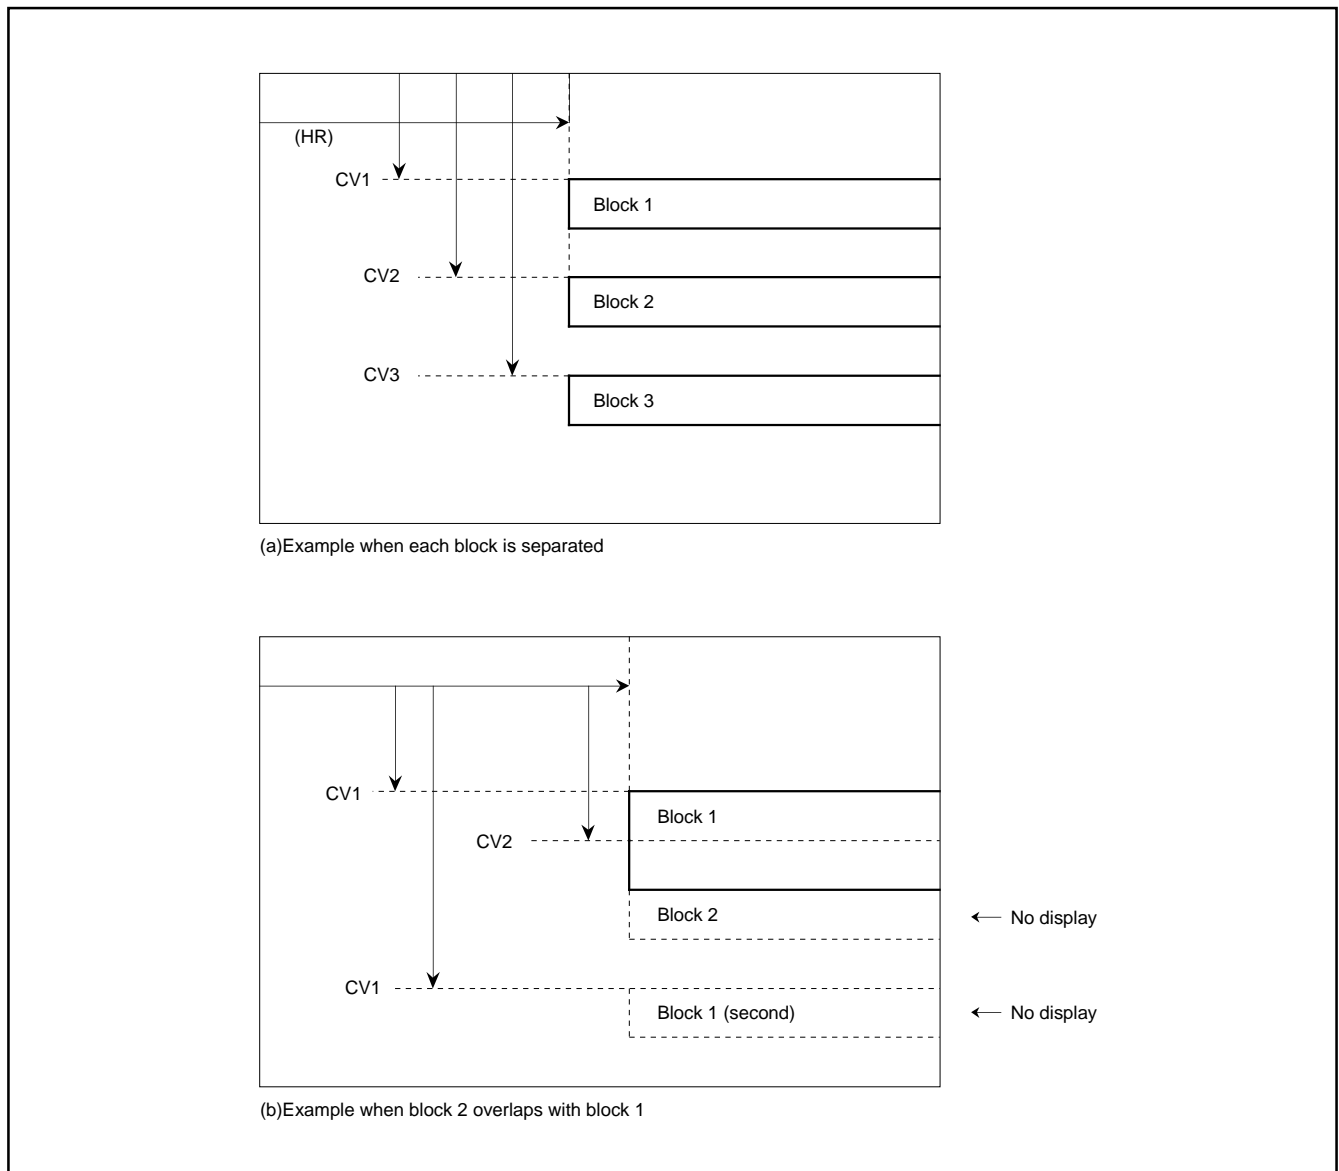 (HR)
CV1
Block 1
CV2
Block 2
CV3
Block 3
(a)Example when each block is separated
CV1
Block 1
CV2
Block 2
No display
CV1
Block 1 (second)
No display
(b)Example when block 2 overlaps with block 1